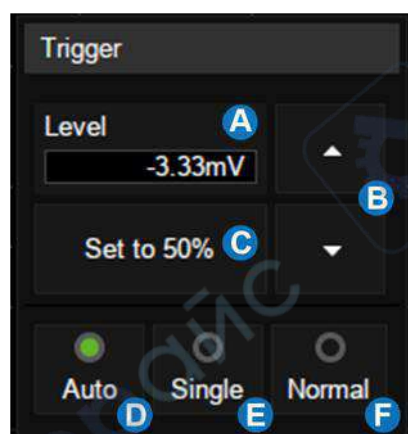 Trigger
Level A
-3.33mV
B
Set to 50% C
Auto Single Normal
D E F